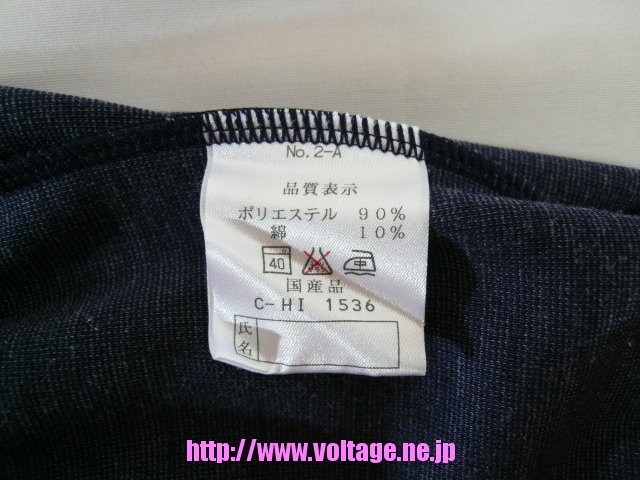 No.2-A
品質表示
ポリエステル 90%
綿 10%
40 中
国産品
C-HI 1536
氏名
http://www.voltage.ne.jp